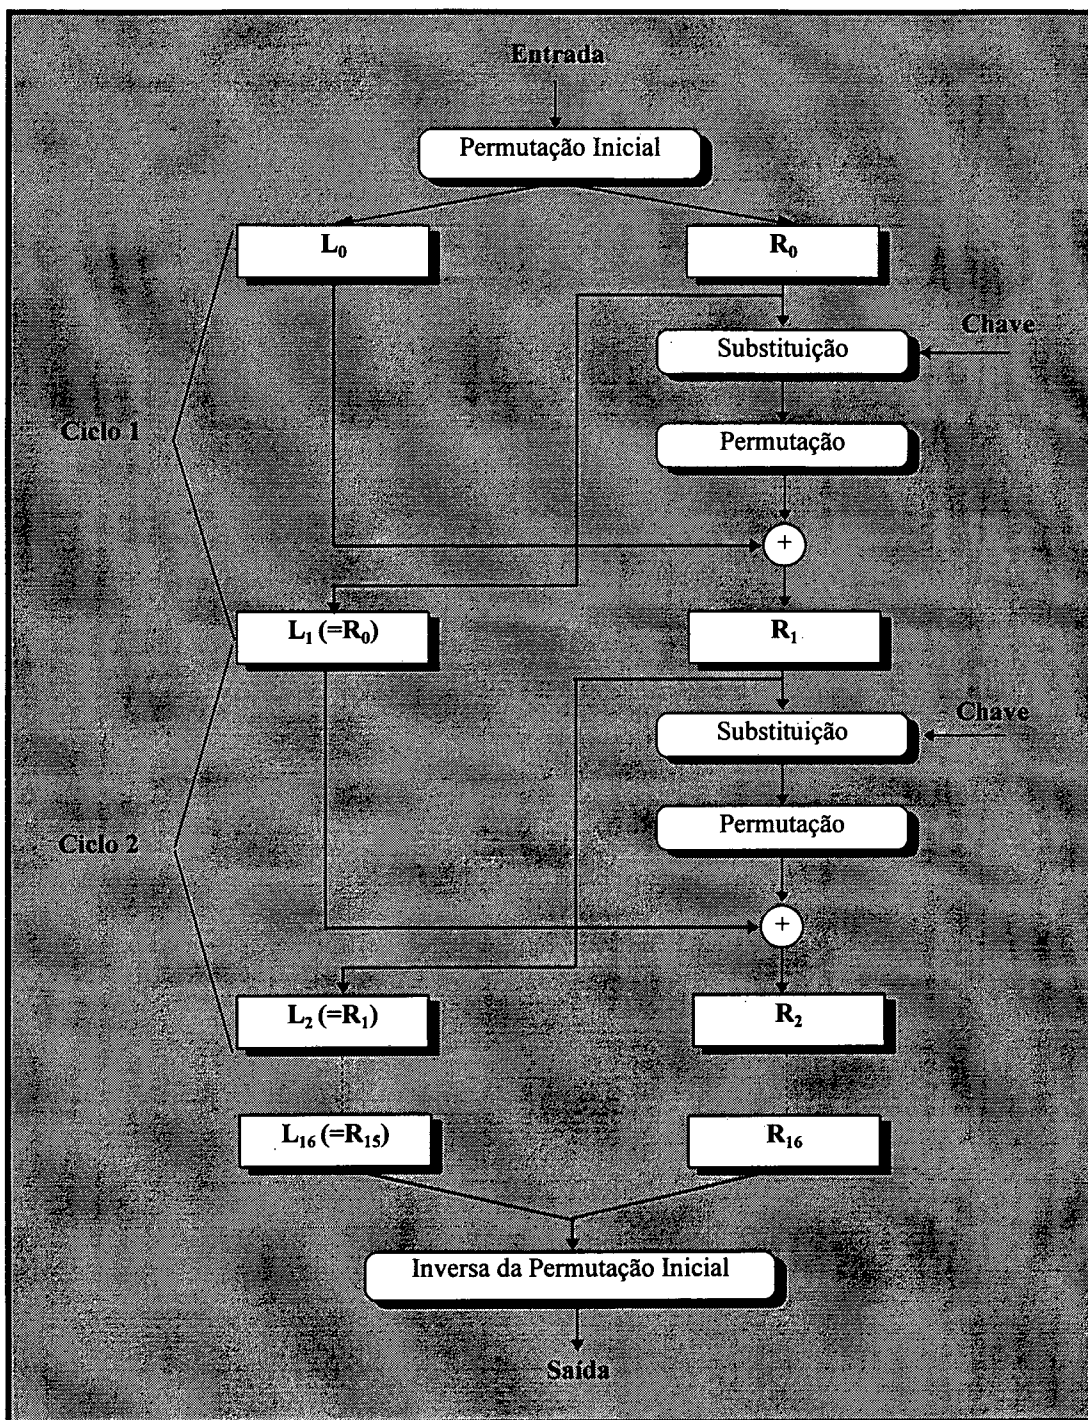 Entrada
Permutação Inicial
L₀
R₀
Chave
Substituição
Ciclo 1
Permutação
+
L₁ (=R₀)
R₁
Chave
Substituição
Permutação
Ciclo 2
+
L₂ (=R₁)
R₂
L₁₆ (=R₁₅)
R₁₆
Inversa da Permutação Inicial
Saída